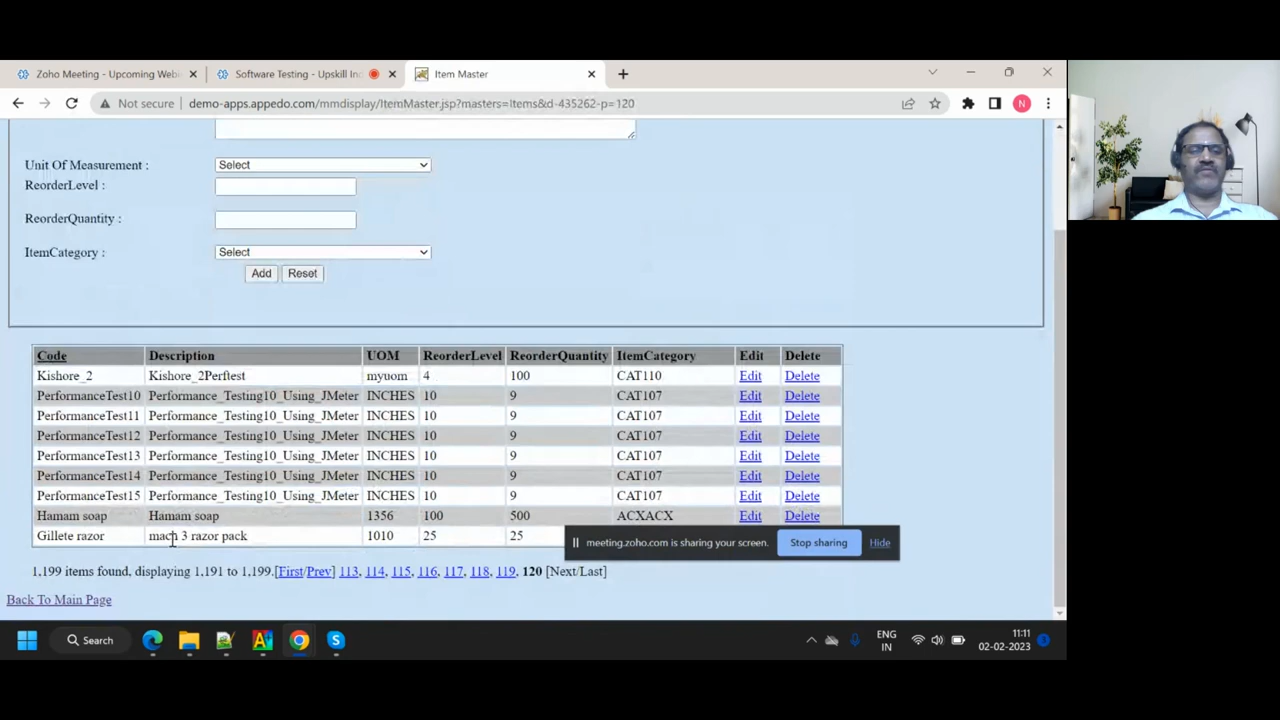 Zoho Meeting - Upcoming Webi
Software Testing - Upskill Inc
Item Master
Not secure
demo-apps.appedo.com/mmdisplay/ItemMaster.jsp?masters=Items&d-435262-p=120
N
Unit Of Measurement :
Select
ReorderLevel :
ReorderQuantity :
ItemCategory :
Select
Add Reset
Code Description UOM ReorderLevel ReorderQuantity ItemCategory Edit Delete
Kishore_2 Kishore_2Perftest myuom 4 100 CAT110 Edit Delete
PerformanceTest10 Performance_Testing10_Using_JMeter INCHES 10 9 CAT107 Edit Delete
PerformanceTest11 Performance_Testing10_Using_JMeter INCHES 10 9 CAT107 Edit Delete
PerformanceTest12 Performance_Testing10_Using_JMeter INCHES 10 9 CAT107 Edit Delete
PerformanceTest13 Performance_Testing10_Using_JMeter INCHES 10 9 CAT107 Edit Delete
PerformanceTest14 Performance_Testing10_Using_JMeter INCHES 10 9 CAT107 Edit Delete
PerformanceTest15 Performance_Testing10_Using_JMeter INCHES 10 9 CAT107 Edit Delete
Hamam soap Hamam soap 1356 100 500 ACXACX Edit Delete
Gillete razor mach 3 razor pack 1010 25 25
meeting.zoho.com is sharing your screen. Stop sharing Hide
1,199 items found, displaying 1,191 to 1,199.[First/Prev] 113, 114, 115, 116, 117, 118, 119, 120 [Next/Last]
Back To Main Page
Search
ENG
IN
11:11
02-02-2023